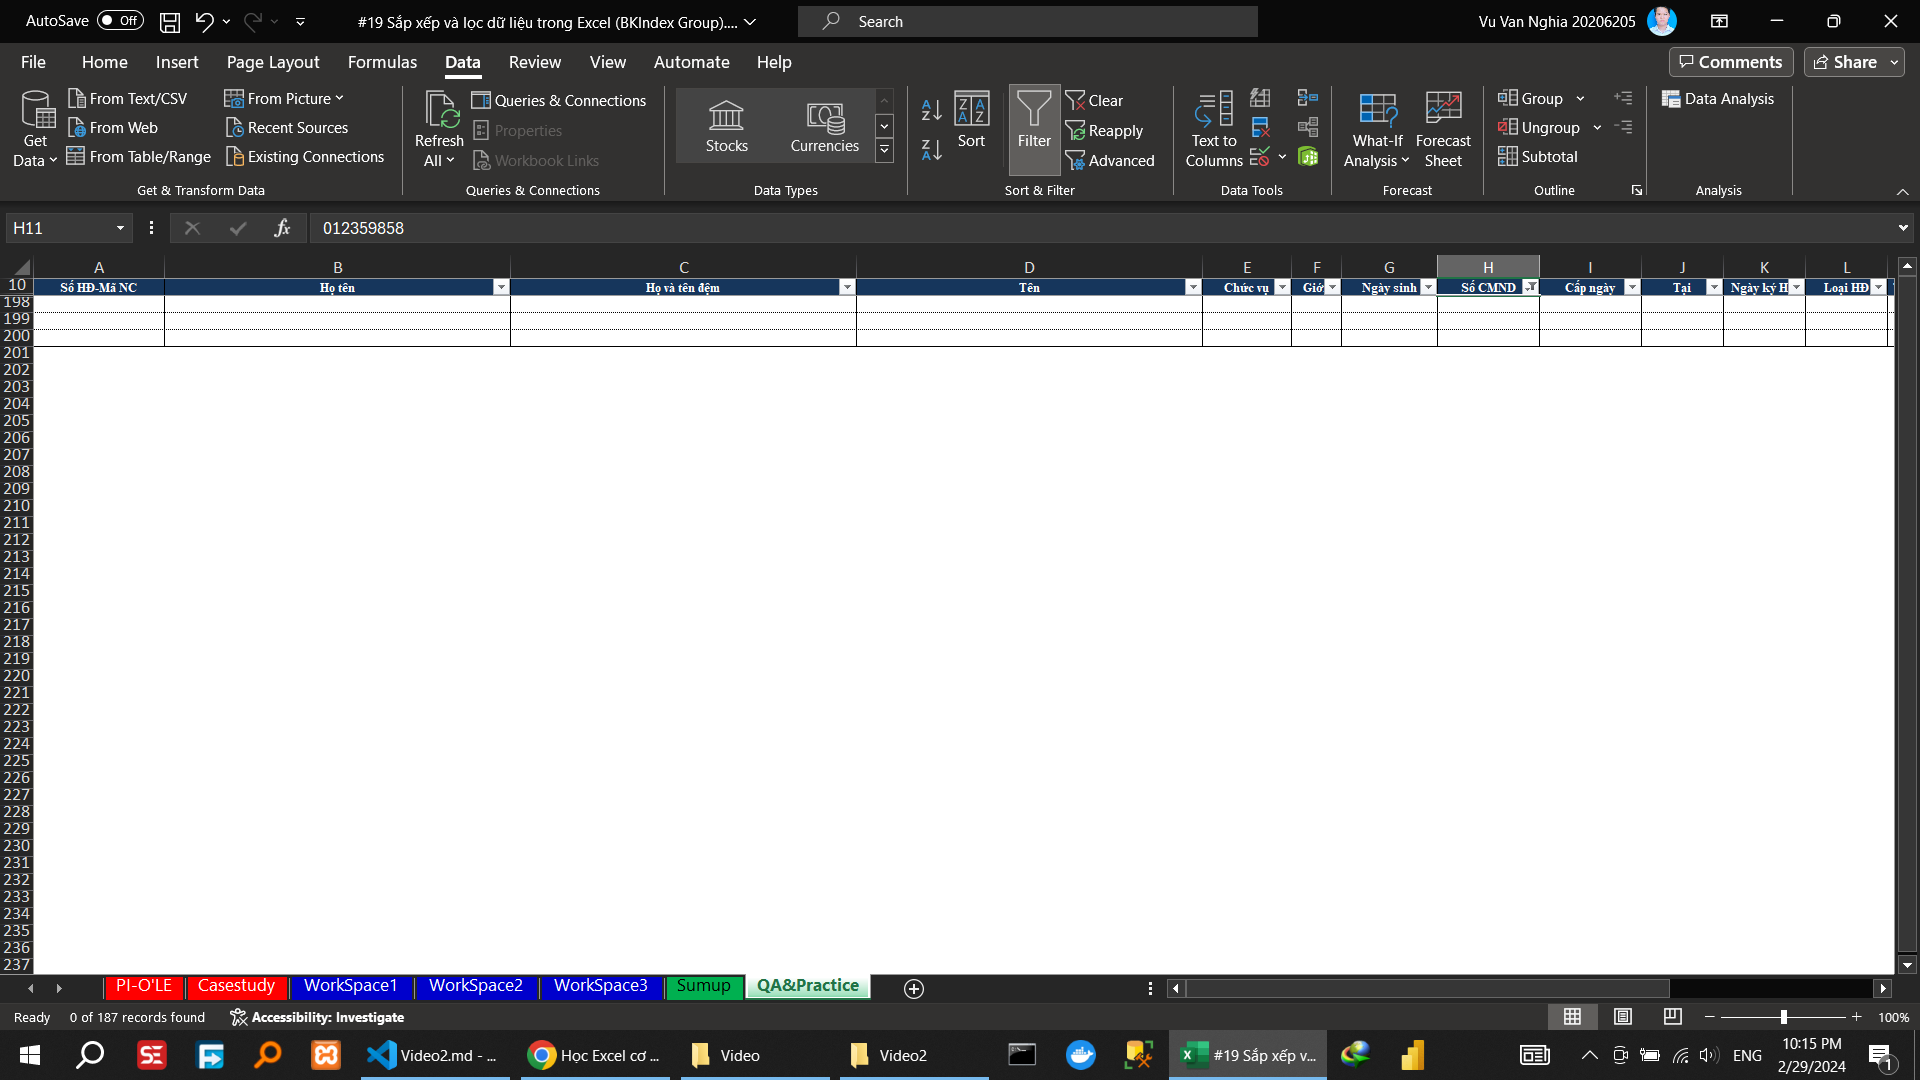 AutoSave Off #19 Sắp xếp và lọc dữ liệu trong Excel (BKIndex Group).... Search Vu Van Nghia 20206205
File Home Insert Page Layout Formulas Data Review View Automate Help Comments Share
Get Data
From Text/CSV
From Web
From Table/Range
From Picture
Recent Sources
Existing Connections
Get & Transform Data
Refresh All
Queries & Connections
Properties
Workbook Links
Queries & Connections
Stocks
Currencies
Data Types
Sort
Filter
Clear
Reapply
Advanced
Sort & Filter
Text to Columns
Data Tools
What-If Analysis
Forecast Sheet
Forecast
Group
Ungroup
Subtotal
Outline
Data Analysis
Analysis
H11 fx 012359858
A B C D E F G H I J K L
10 Số HĐ-Mã NC Họ tên Họ và tên đệm Tên Chức vụ Giớ Ngày sinh Số CMND Cấp ngày Tại Ngày ký H Loại HĐ
198
199
200
201
202
203
204
205
206
207
208
209
210
211
212
213
214
215
216
217
218
219
220
221
222
223
224
225
226
227
228
229
230
231
232
233
234
235
236
237
PI-O'LE Casestudy WorkSpace1 WorkSpace2 WorkSpace3 Sumup QA&Practice
Ready 0 of 187 records found Accessibility: Investigate 100%
Video2.md - ... Học Excel cơ ... Video Video2 #19 Sắp xếp v... ENG 10:15 PM
2/29/2024 1